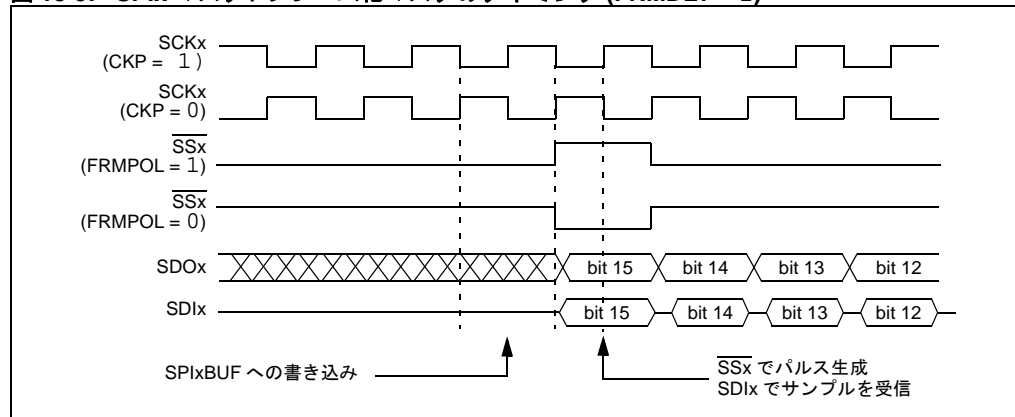 SCKx
(CKP = 1)
SCKx
(CKP = 0)
SSx
(FRMPOL = 1)
SSx
(FRMPOL = 0)
SDOx
bit 15 bit 14 bit 13 bit 12
SDIx
bit 15 bit 14 bit 13 bit 12
SPIxBUF への書き込み
SSx でパルス生成
SDIx でサンプルを受信